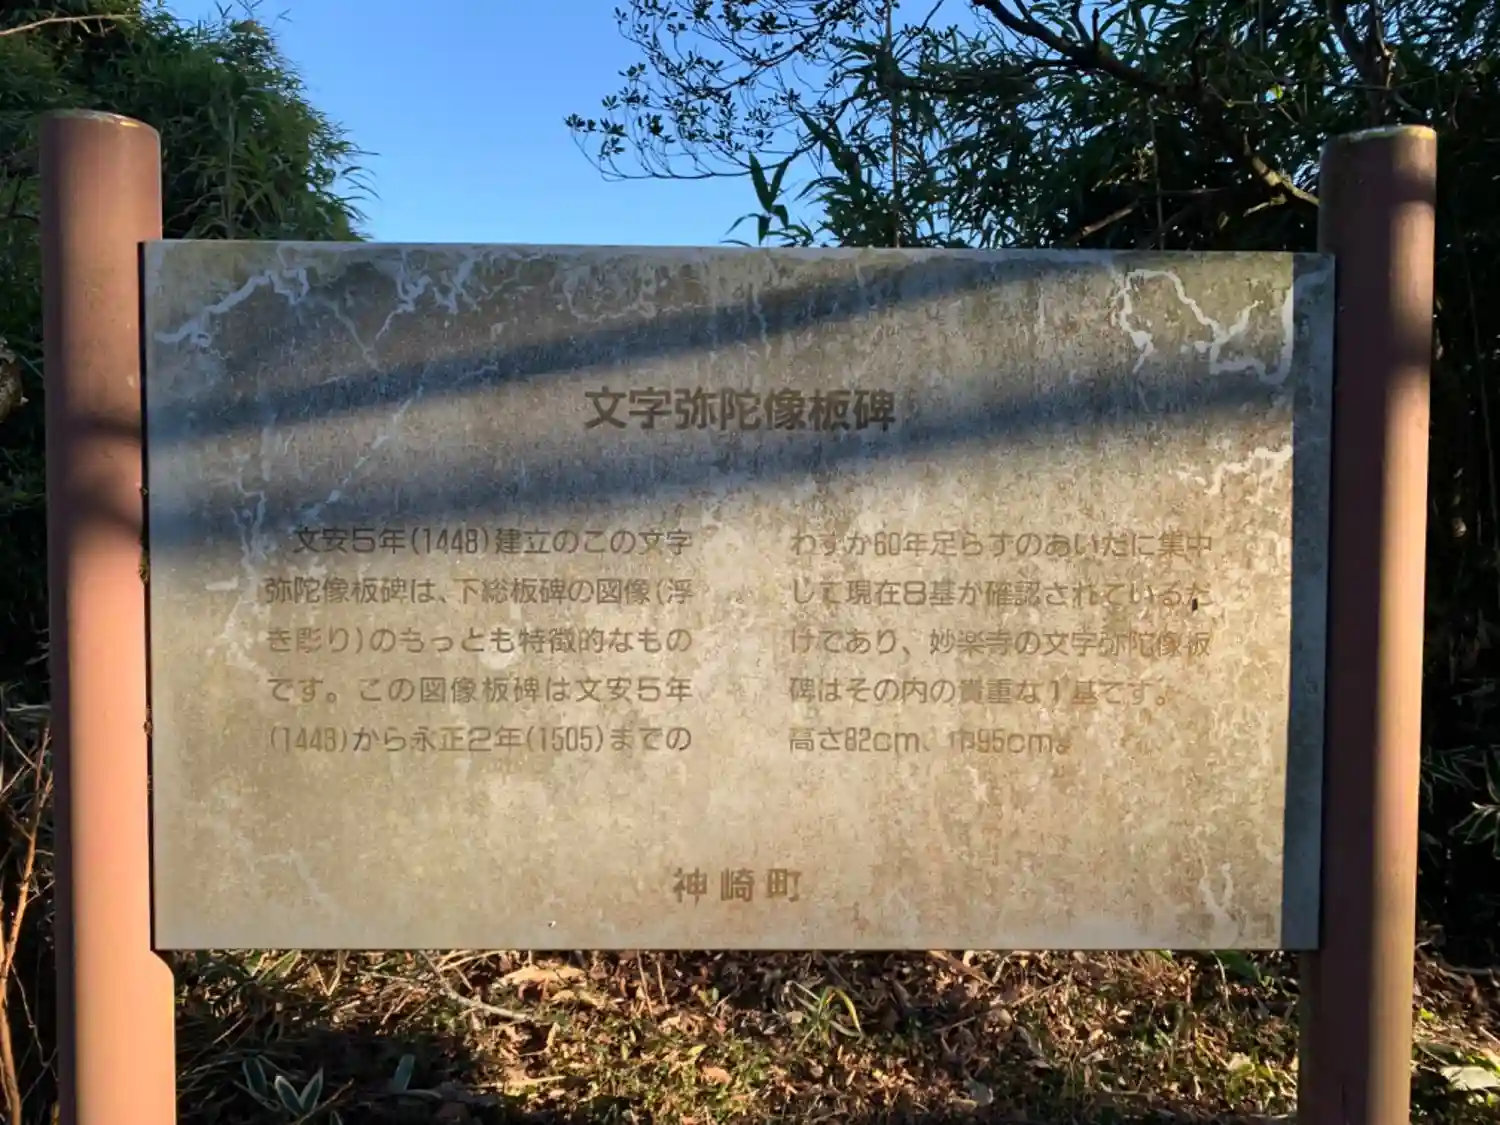 文字弥陀像板碑
文安5年(1448)建立のこの文字
弥陀像板碑は、下総板碑の図像(浮
き彫り)のもっとも特徴的なもの
です。この図像板碑は文安5年
(1448)から永正2年(1505)までの
わずか60年足らずのあいだに集中
して現在8基が確認されているだ
けであり、妙楽寺の文字弥陀像板
碑はその内の貴重な1基です。
高さ82cm、巾95cm。
神崎町